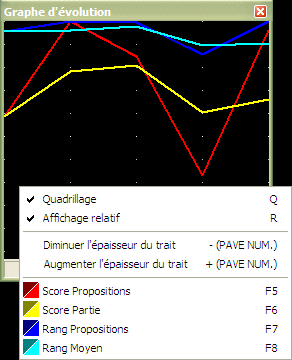 Graphe d'évolution
Quadrillage Q
Affichage relatif R
Diminuer l'épaisseur du trait - (PAVE NUM.)
Augmenter l'épaisseur du trait + (PAVE NUM.)
Score Propositions F5
Score Partie F6
Rang Propositions F7
Rang Moyen F8